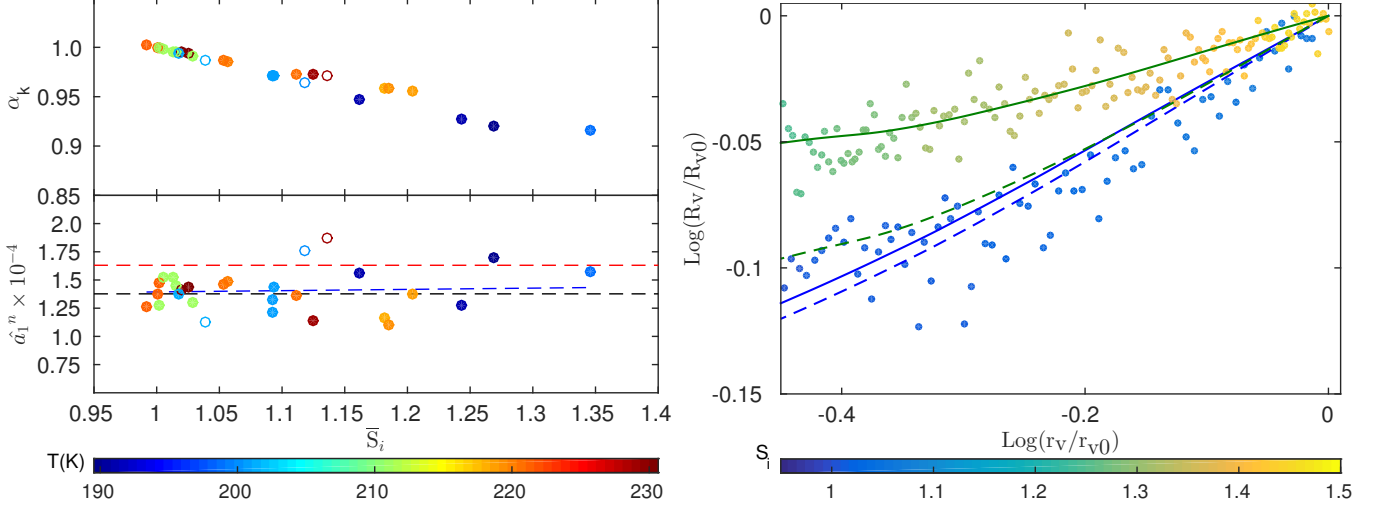 1.0
0.95
0.9
0.85
α_k
2.0
1.75
1.5
1.25
1.0
0.75
â_1^n × 10^−4
0.95 1 1.05 1.1 1.15 1.2 1.25 1.3 1.35 1.4
S̅_i
T(K)
190 200 210 220 230
0
-0.05
-0.1
-0.15
Log(R_v/R_v0)
-0.4 -0.2 0
Log(r_v/r_v0)
S_i
1 1.1 1.2 1.3 1.4 1.5